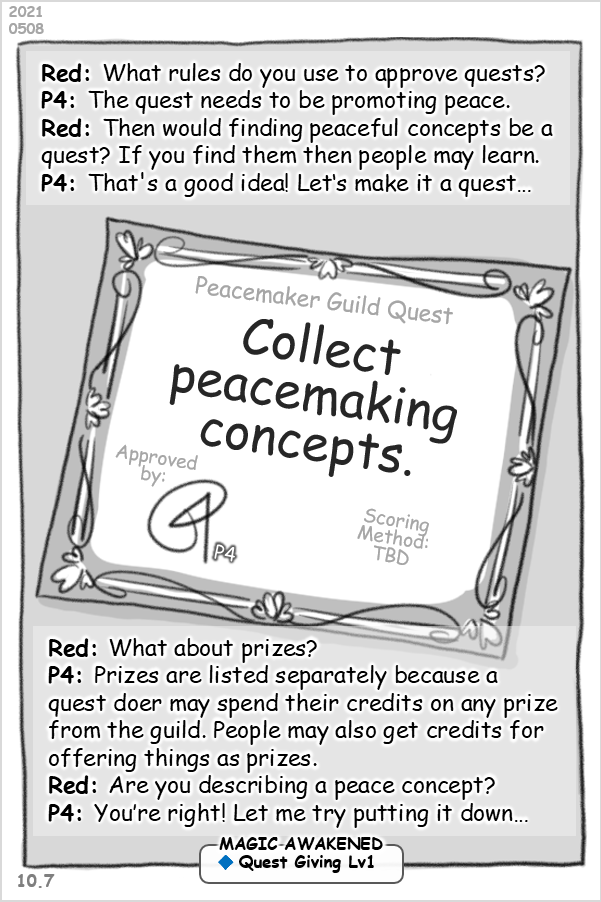 2021
0508
Red: What rules do you use to approve quests?
P4: The quest needs to be promoting peace.
Red: Then would finding peaceful concepts be a
quest? If you find them then people may learn.
P4: That's a good idea! Let's make it a quest...
Peacemaker Guild Quest
Collect
peacemaking
concepts.
Approved
by:
P4
Scoring
Method:
TBD
Red: What about prizes?
P4: Prizes are listed separately because a
quest doer may spend their credits on any prize
from the guild. People may also get credits for
offering things as prizes.
Red: Are you describing a peace concept?
P4: You're right! Let me try putting it down...
MAGIC AWAKENED
Quest Giving Lv1
10.7